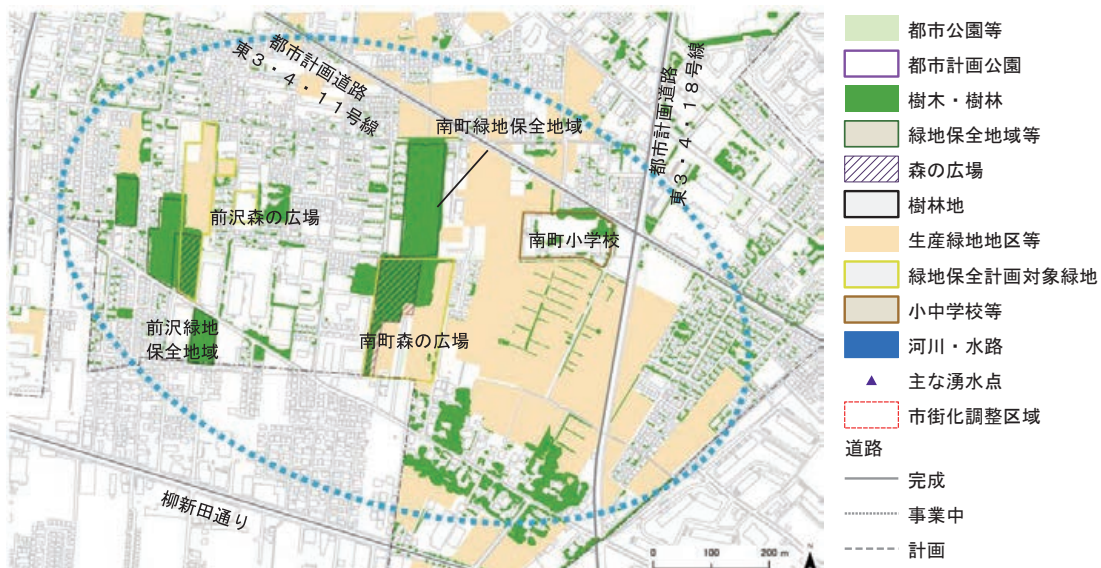 都市計画道路
東3・4・11号線
都市計画道路
東3・4・18号線
南町緑地保全地域
前沢森の広場
南町小学校
前沢緑地
保全地域
南町森の広場
柳新田通り
0 100 200 m
N
都市公園等
都市計画公園
樹木・樹林
緑地保全地域等
森の広場
樹林地
生産緑地地区等
緑地保全計画対象緑地
小中学校等
河川・水路
主な湧水点
市街化調整区域
道路
完成
事業中
計画